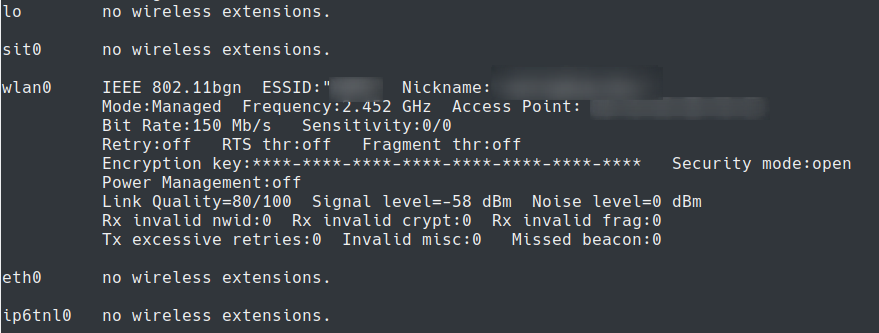 lo no wireless extensions.
sit0 no wireless extensions.
wlan0 IEEE 802.11bgn ESSID:" Nickname:
Mode:Managed Frequency:2.452 GHz Access Point:
Bit Rate:150 Mb/s Sensitivity:0/0
Retry:off RTS thr:off Fragment thr:off
Encryption key:****-****-****-****-****-****-****-**** Security mode:open
Power Management:off
Link Quality=80/100 Signal level=-58 dBm Noise level=0 dBm
Rx invalid nwid:0 Rx invalid crypt:0 Rx invalid frag:0
Tx excessive retries:0 Invalid misc:0 Missed beacon:0
eth0 no wireless extensions.
ip6tnl0 no wireless extensions.